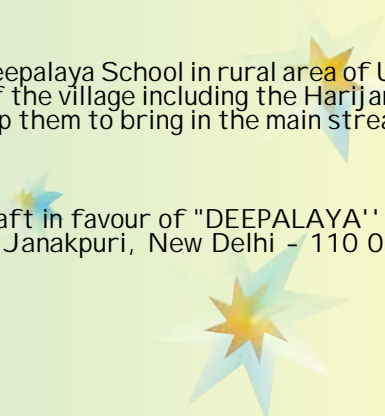 eepalaya School in rural area of U
f the village including the Harijan
p them to bring in the main strea
aft in favour of "DEEPALAYA''
Janakpuri, New Delhi - 110 0